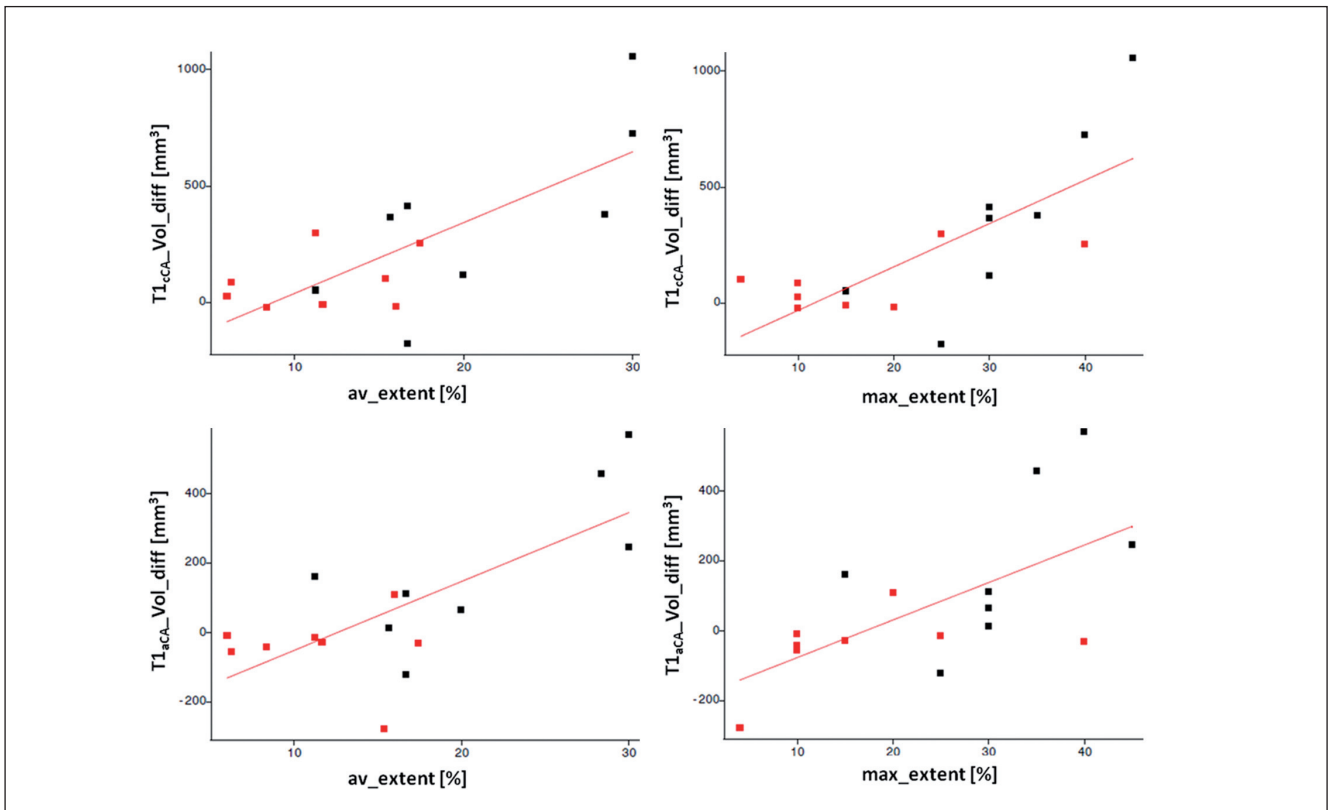 1000
500
0
T1cCA_Vol_diff [mm³]
10 20 30
av_extent [%]
1000
500
0
T1cCA_Vol_diff [mm³]
10 20 30 40
max_extent [%]
400
200
0
-200
T1aCA_Vol_diff [mm³]
10 20 30
av_extent [%]
400
200
0
-200
T1aCA_Vol_diff [mm³]
10 20 30 40
max_extent [%]